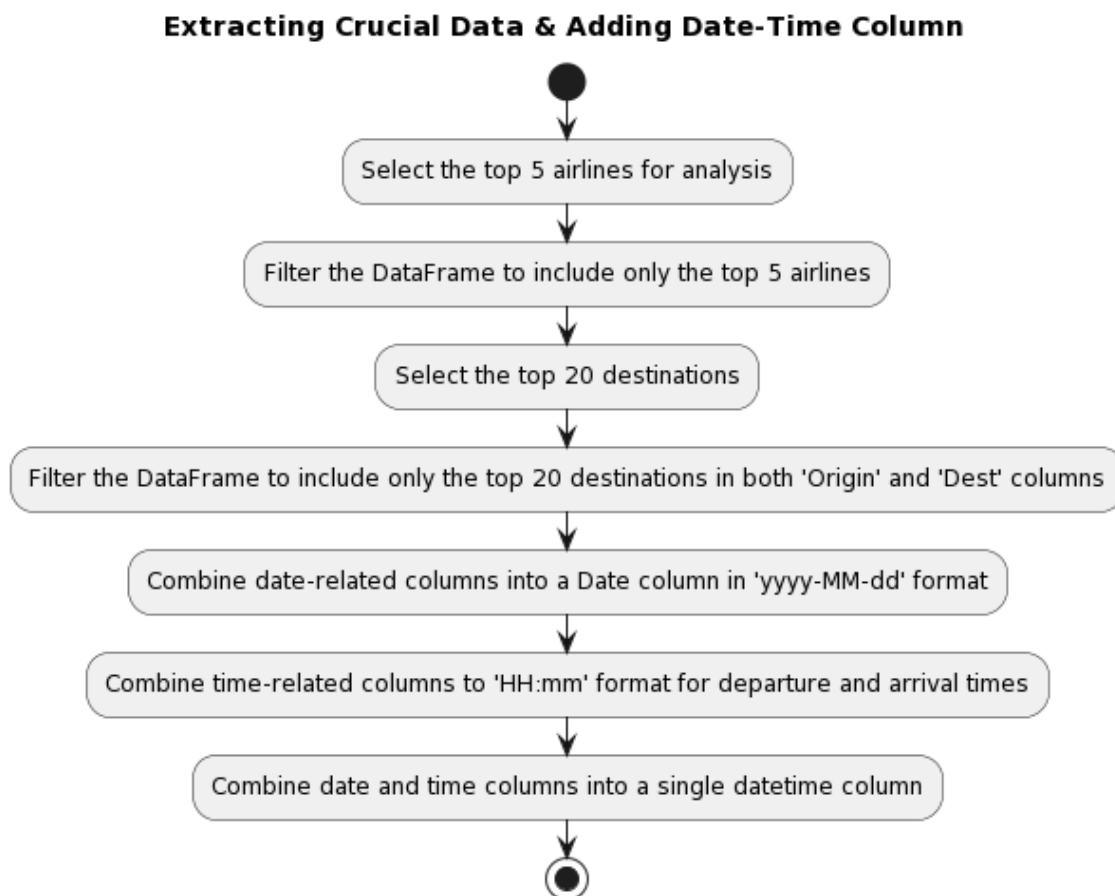 Extracting Crucial Data & Adding Date-Time Column
Select the top 5 airlines for analysis
Filter the DataFrame to include only the top 5 airlines
Select the top 20 destinations
Filter the DataFrame to include only the top 20 destinations in both 'Origin' and 'Dest' columns
Combine date-related columns into a Date column in 'yyyy-MM-dd' format
Combine time-related columns to 'HH:mm' format for departure and arrival times
Combine date and time columns into a single datetime column